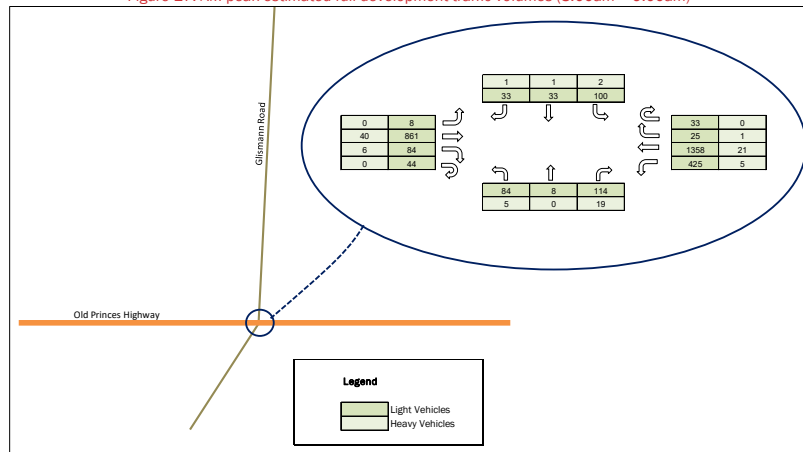 1 1 2
33 33 100
0 8
40 861
6 84
0 44
33 0
25 1
1358 21
425 5
84 8 114
5 0 19
Glismann Road
Old Princes Highway
Legend
Light Vehicles
Heavy Vehicles